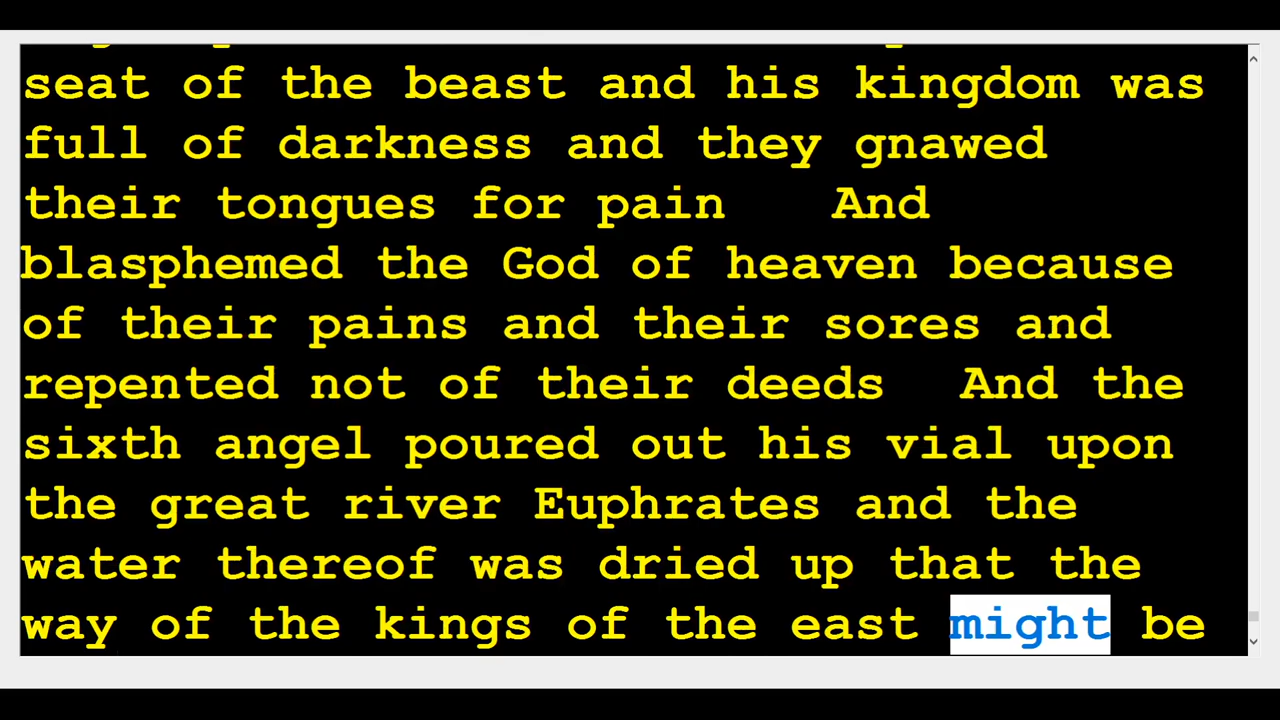 seat of the beast and his kingdom was
full of darkness and they gnawed
their tongues for pain   And
blasphemed the God of heaven because
of their pains and their sores and
repented not of their deeds  And the
sixth angel poured out his vial upon
the great river Euphrates and the
water thereof was dried up that the
way of the kings of the east might be